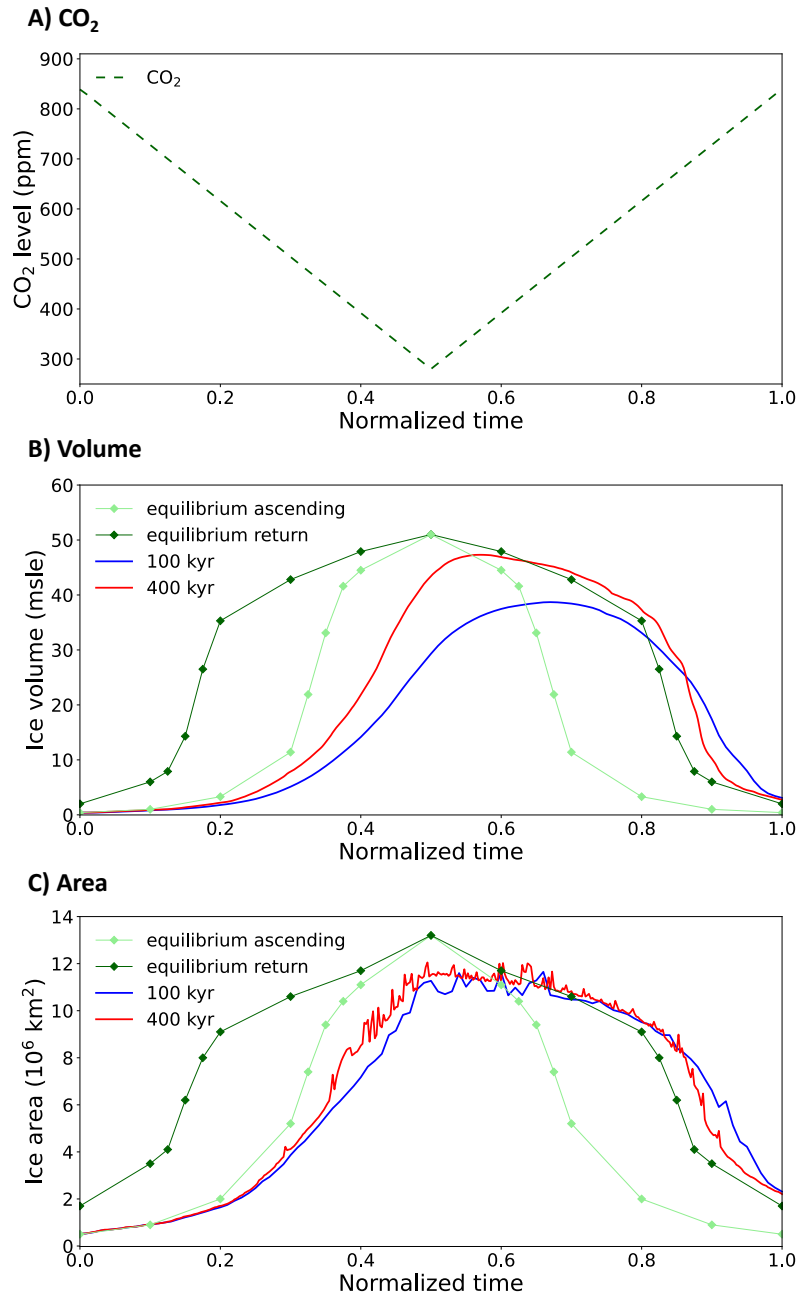 A) CO₂
900
800
700
600
500
400
300
CO₂ level (ppm)
CO₂
0.0 0.2 0.4 0.6 0.8 1.0
Normalized time
B) Volume
60
50
40
30
20
10
0
Ice volume (msle)
equilibrium ascending
equilibrium return
100 kyr
400 kyr
0.0 0.2 0.4 0.6 0.8 1.0
Normalized time
C) Area
14
12
10
8
6
4
2
0
Ice area (10⁶ km²)
equilibrium ascending
equilibrium return
100 kyr
400 kyr
0.0 0.2 0.4 0.6 0.8 1.0
Normalized time